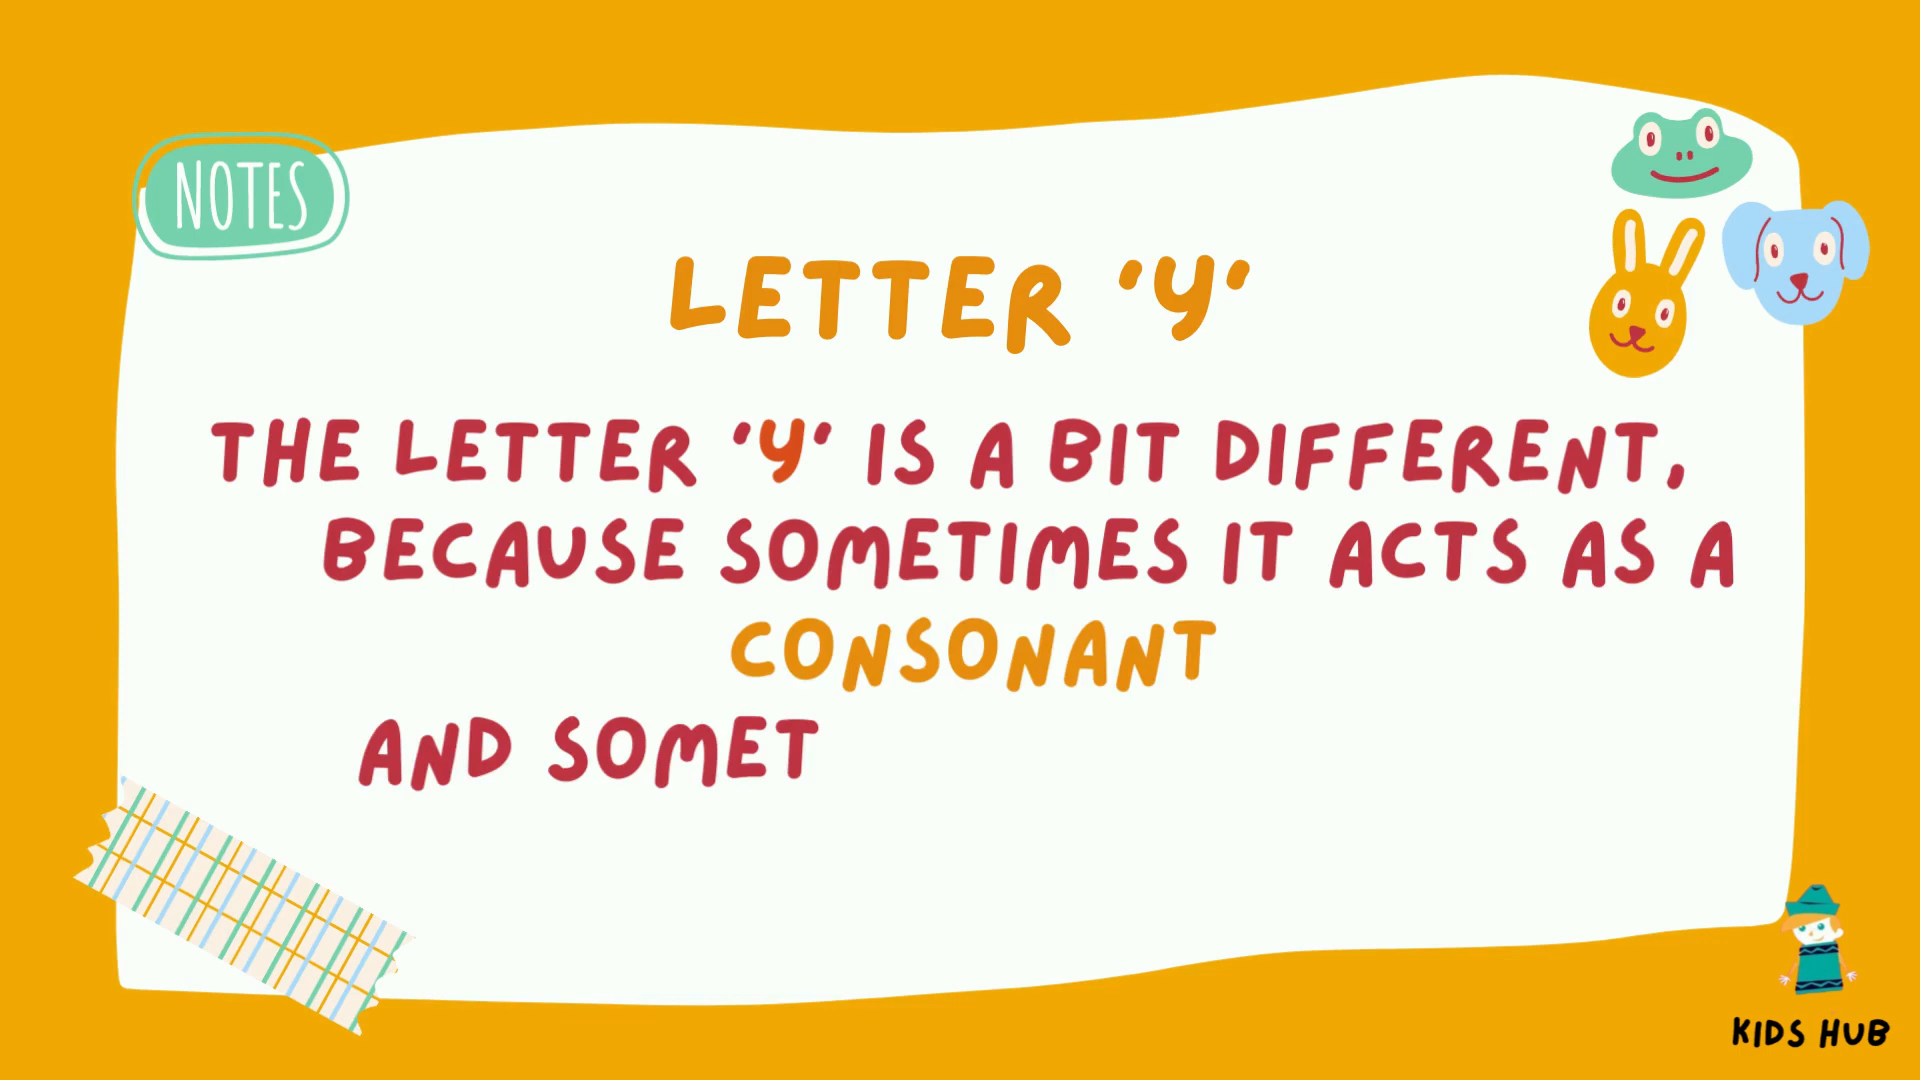 NOTES
LETTER 'Y'
THE LETTER 'Y' IS A BIT DIFFERENT,
BECAUSE SOMETIMES IT ACTS AS A
CONSONANT
AND SOMET
KIDS HUB